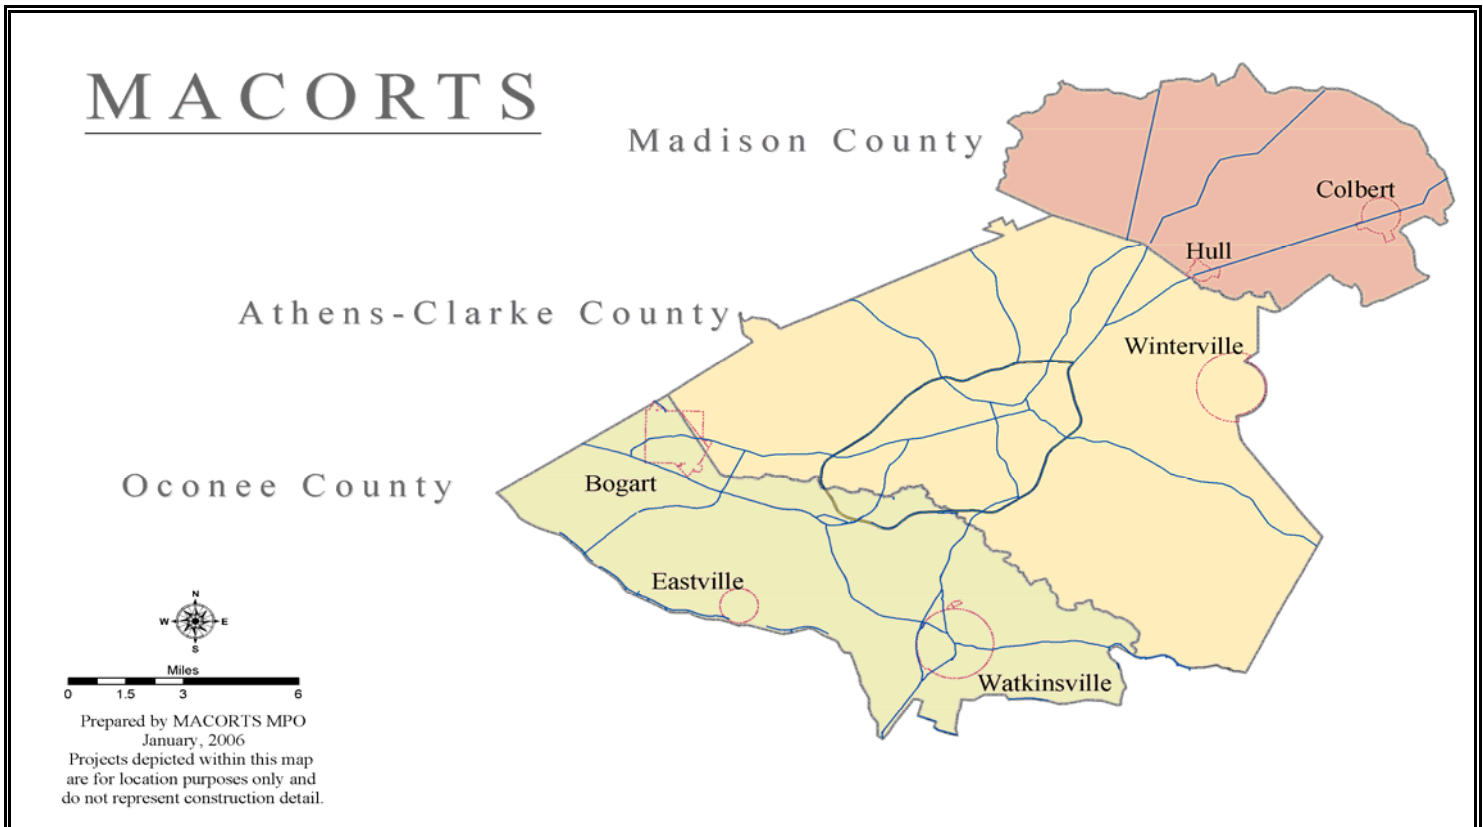 MACORTS
Madison County
Colbert
Hull
Athens-Clarke County
Winterville
Oconee County
Bogart
Eastville
Watkinsville
N
W E
S
Miles
0 1.5 3 6
Prepared by MACORTS MPO
January, 2006
Projects depicted within this map
are for location purposes only and
do not represent construction detail.